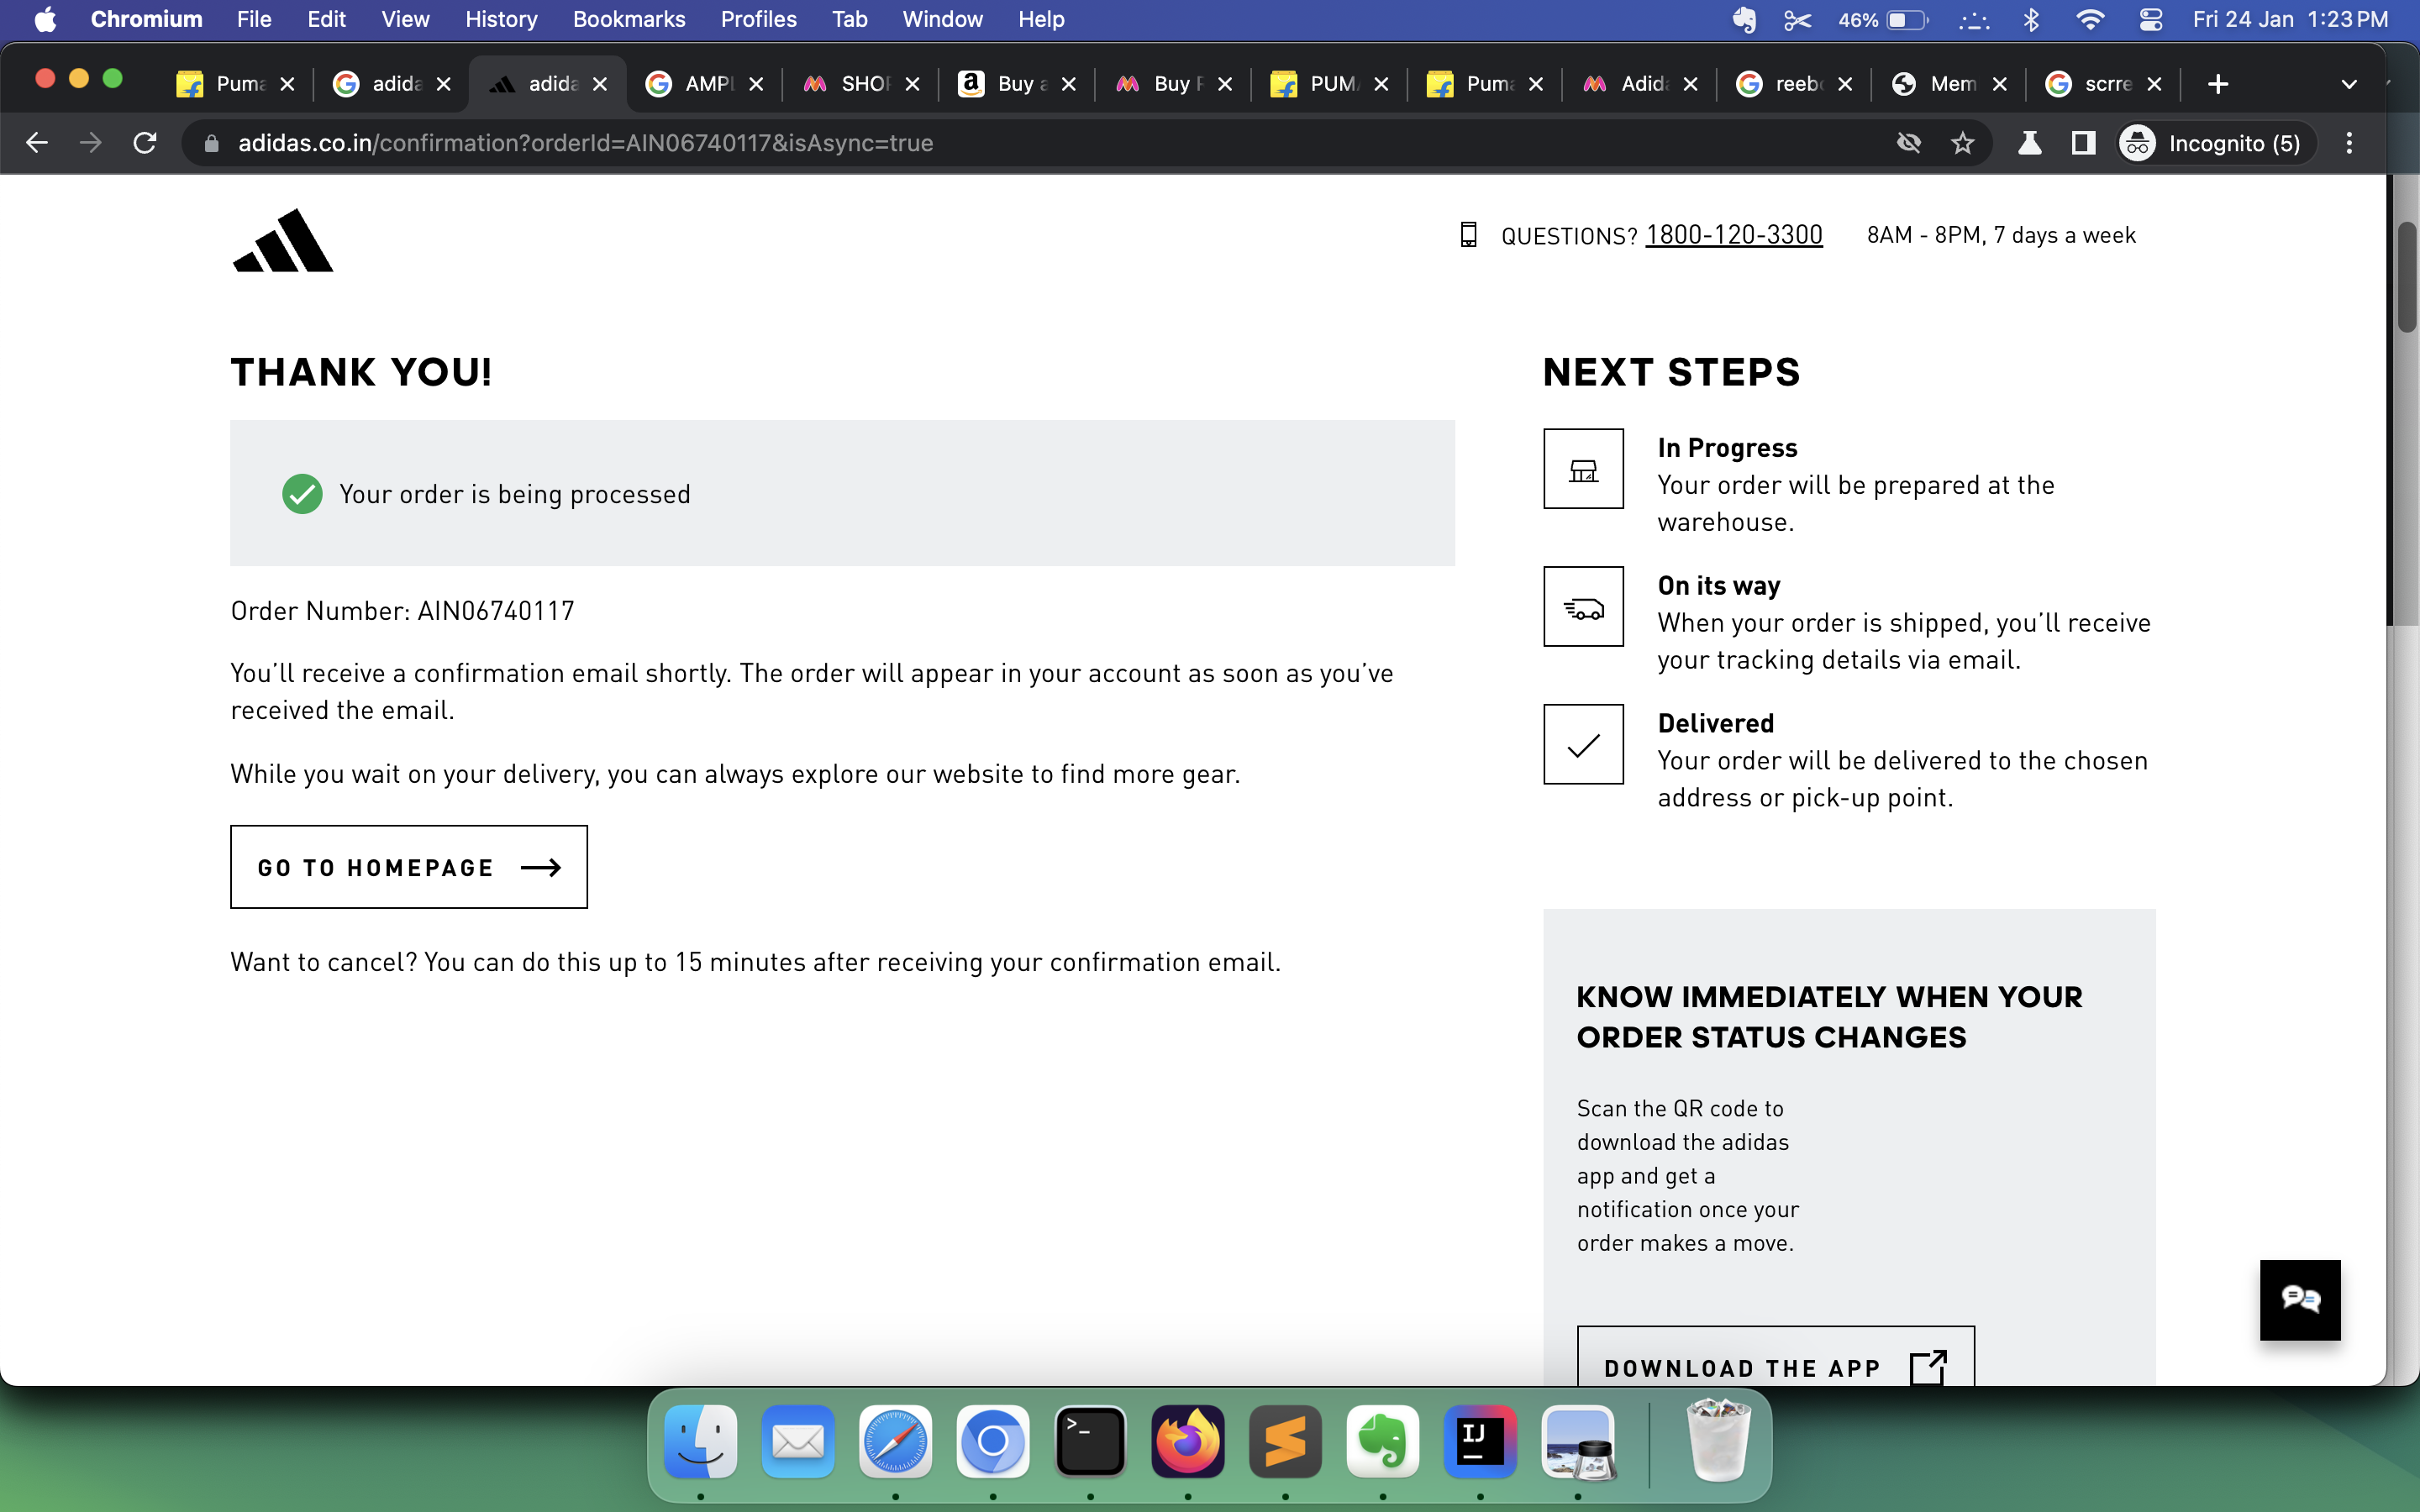 Chromium File Edit View History Bookmarks Profiles Tab Window Help 46% Fri 24 Jan 1:23 PM
Puma adida adida AMPL SHOP Buy a Buy PUM Puma Adida reebo Mem scrre
adidas.co.in/confirmation?orderId=AIN06740117&isAsync=true Incognito (5)
QUESTIONS? 1800-120-3300 8AM - 8PM, 7 days a week
THANK YOU!
Your order is being processed
Order Number: AIN06740117
You’ll receive a confirmation email shortly. The order will appear in your account as soon as you’ve
received the email.
While you wait on your delivery, you can always explore our website to find more gear.
GO TO HOMEPAGE
Want to cancel? You can do this up to 15 minutes after receiving your confirmation email.
NEXT STEPS
In Progress
Your order will be prepared at the
warehouse.
On its way
When your order is shipped, you’ll receive
your tracking details via email.
Delivered
Your order will be delivered to the chosen
address or pick-up point.
KNOW IMMEDIATELY WHEN YOUR
ORDER STATUS CHANGES
Scan the QR code to
download the adidas
app and get a
notification once your
order makes a move.
DOWNLOAD THE APP
IJ